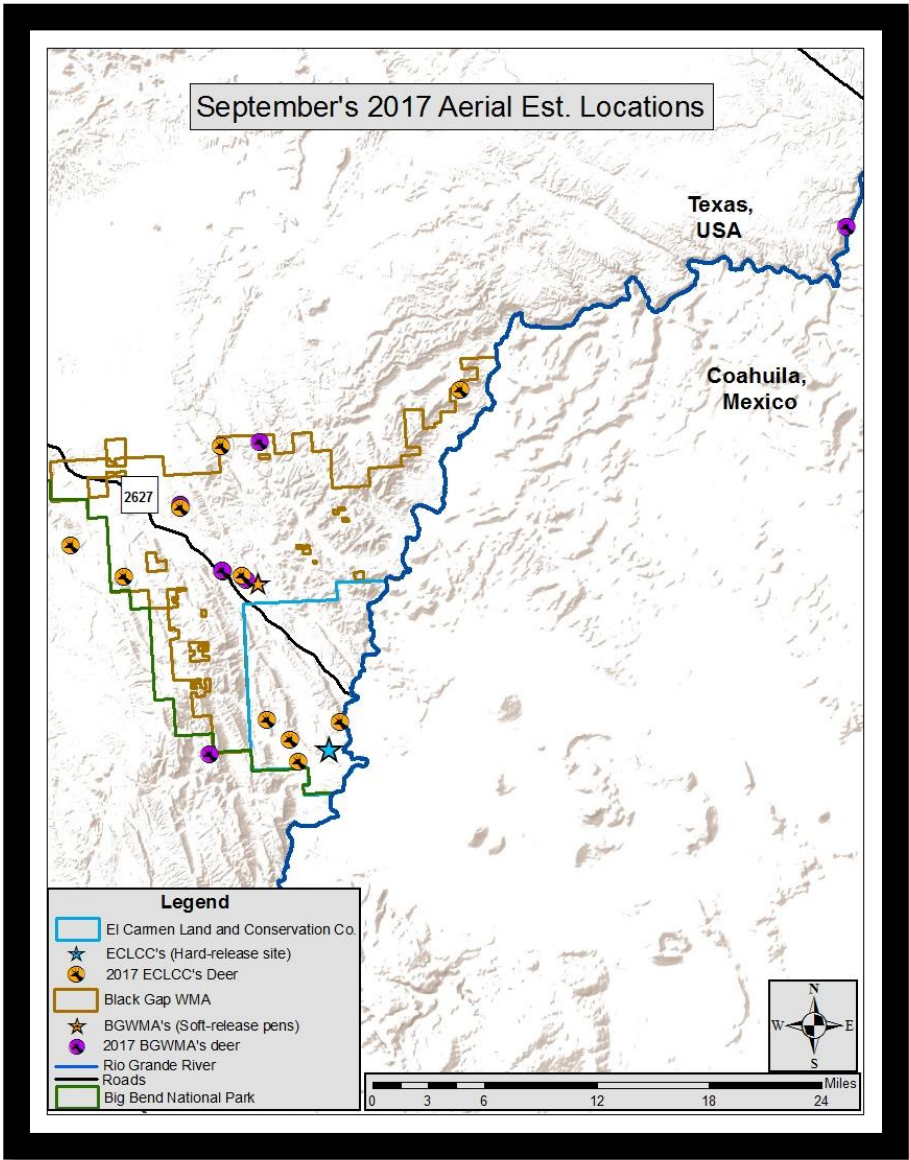 September's 2017 Aerial Est. Locations
Texas,
USA
Coahuila,
Mexico
2627
Legend
El Carmen Land and Conservation Co.
ECLCC's (Hard-release site)
2017 ECLCC's Deer
Black Gap WMA
BGWMA's (Soft-release pens)
2017 BGWMA's deer
Rio Grande River
Roads
Big Bend National Park
N
W E
S
Miles
0 3 6 12 18 24